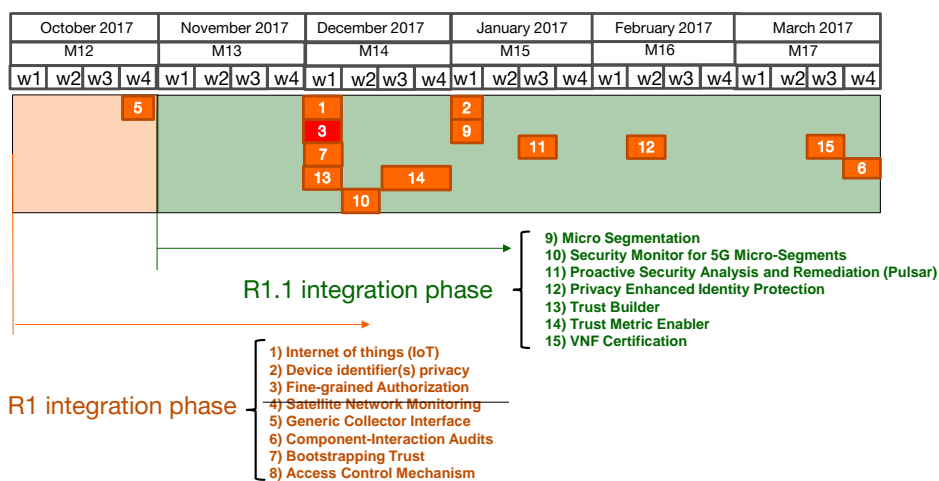 October 2017 November 2017 December 2017 January 2017 February 2017 March 2017
M12 M13 M14 M15 M16 M17
w1 w2 w3 w4 w1 w2 w3 w4 w1 w2 w3 w4 w1 w2 w3 w4 w1 w2 w3 w4 w1 w2 w3 w4
5 1 2
3 9
7 11 12 15
13 14 6
10
9) Micro Segmentation
10) Security Monitor for 5G Micro-Segments
11) Proactive Security Analysis and Remediation (Pulsar)
R1.1 integration phase
12) Privacy Enhanced Identity Protection
13) Trust Builder
14) Trust Metric Enabler
15) VNF Certification
1) Internet of things (IoT)
2) Device identifier(s) privacy
3) Fine-grained Authorization
4) Satellite Network Monitoring
R1 integration phase
5) Generic Collector Interface
6) Component-Interaction Audits
7) Bootstrapping Trust
8) Access Control Mechanism